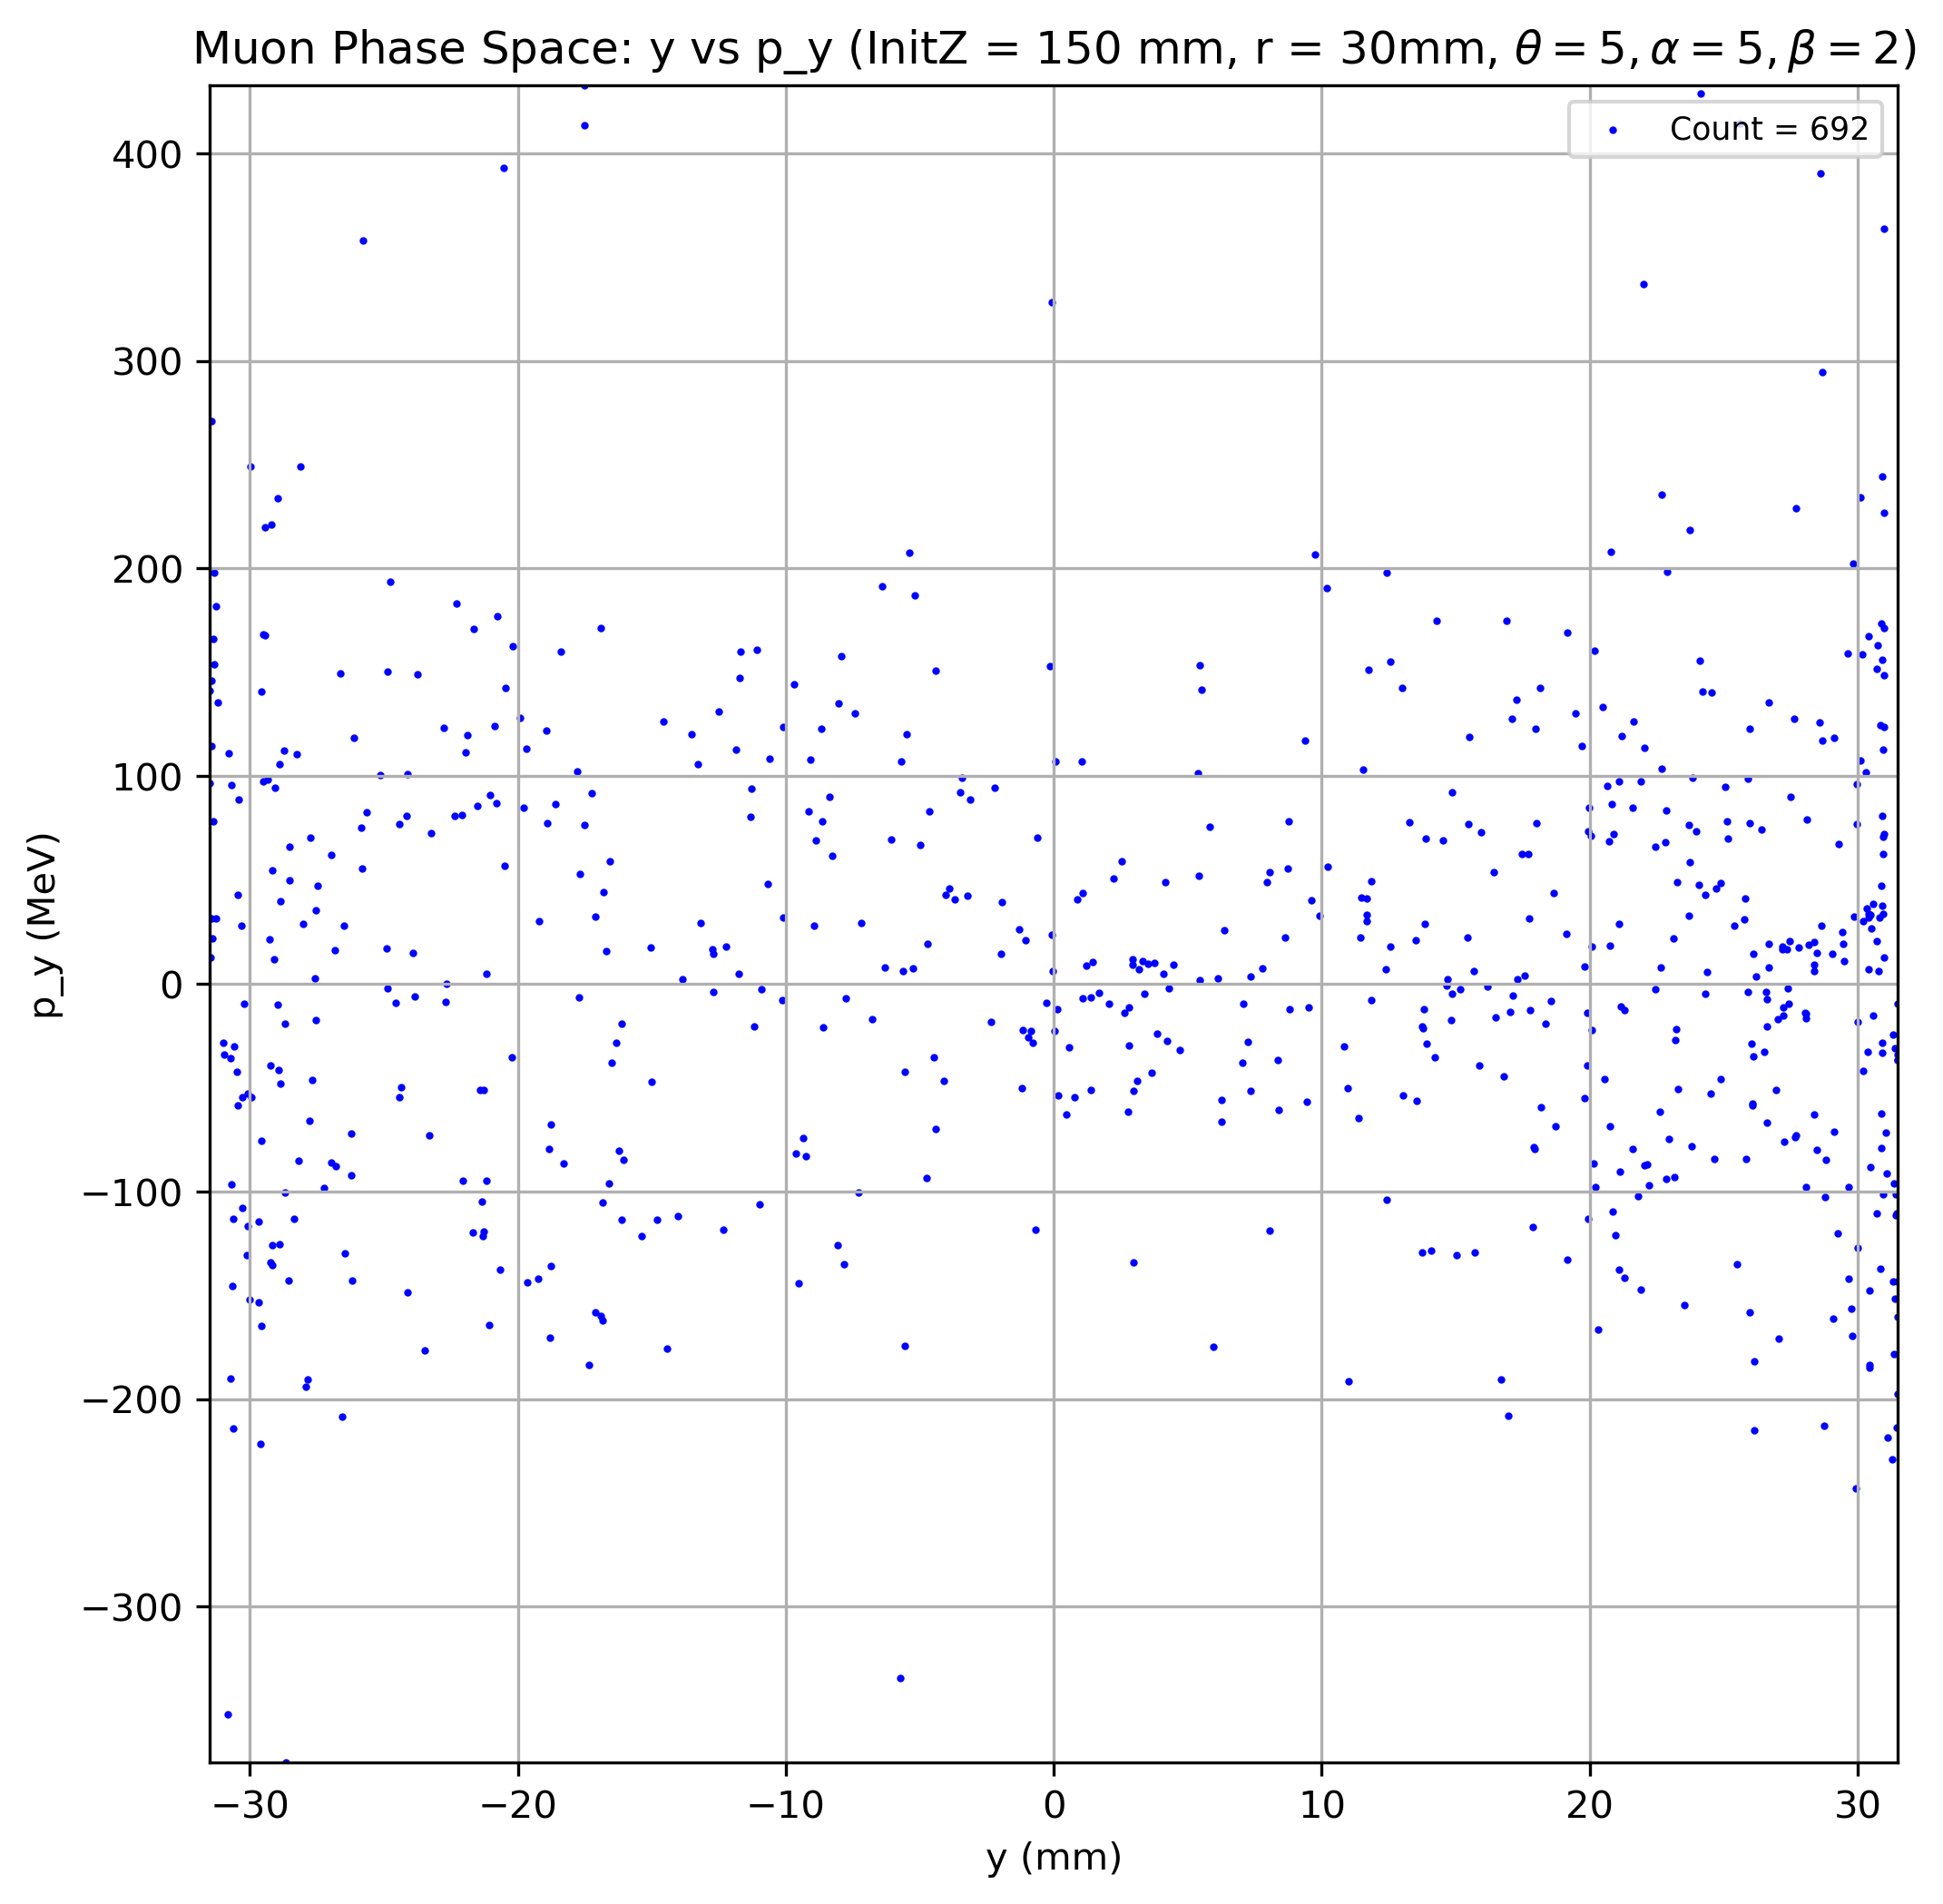 Muon Phase Space: y vs p_y (InitZ = 150 mm, r = 30mm, θ = 5, α = 5, β = 2)
Count = 692
400
300
200
100
0
−100
−200
−300
p_y (MeV)
−30 −20 −10 0 10 20 30
y (mm)